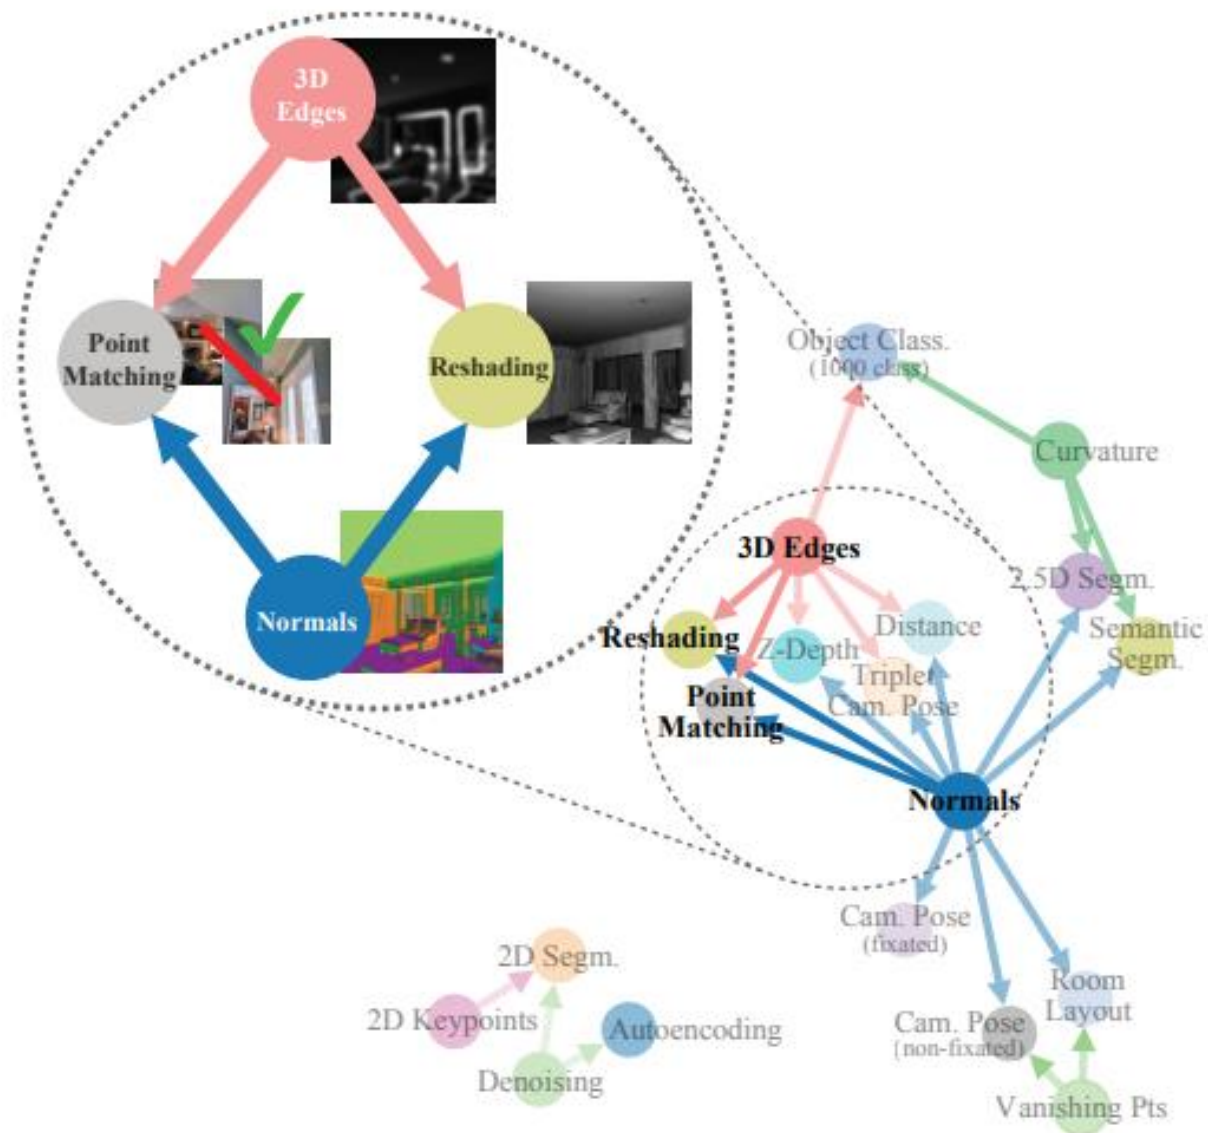 3D
Edges
Point
Matching
Reshading
Normals
Object Class.
(1000 class)
Curvature
3D Edges
2.5D Segm.
Reshading
Z-Depth
Distance
Semantic
Segm.
Triplet
Cam. Pose
Point
Matching
Normals
Cam. Pose
(fixated)
2D Segm.
2D Keypoints
Autoencoding
Denoising
Room
Layout
Cam. Pose
(non-fixated)
Vanishing Pts